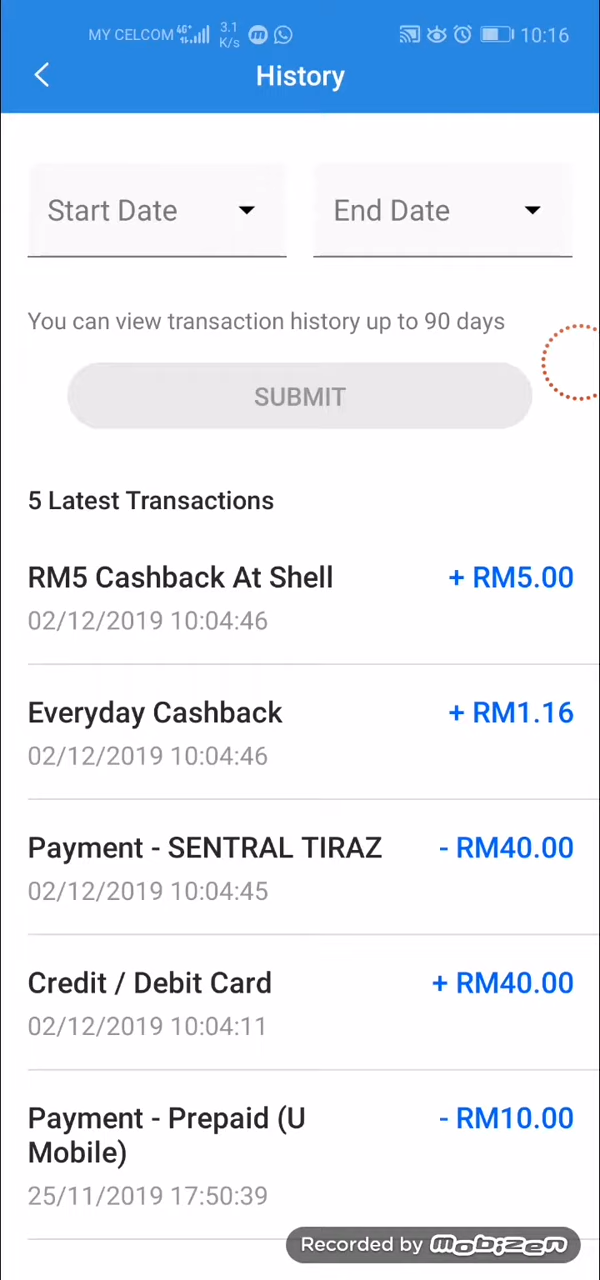 MY CELCOM 4G+ 3.1 K/s 10:16
History
Start Date End Date
You can view transaction history up to 90 days
SUBMIT
5 Latest Transactions
RM5 Cashback At Shell + RM5.00
02/12/2019 10:04:46
Everyday Cashback + RM1.16
02/12/2019 10:04:46
Payment - SENTRAL TIRAZ - RM40.00
02/12/2019 10:04:45
Credit / Debit Card + RM40.00
02/12/2019 10:04:11
Payment - Prepaid (U - RM10.00
Mobile)
25/11/2019 17:50:39
Recorded by mobizen